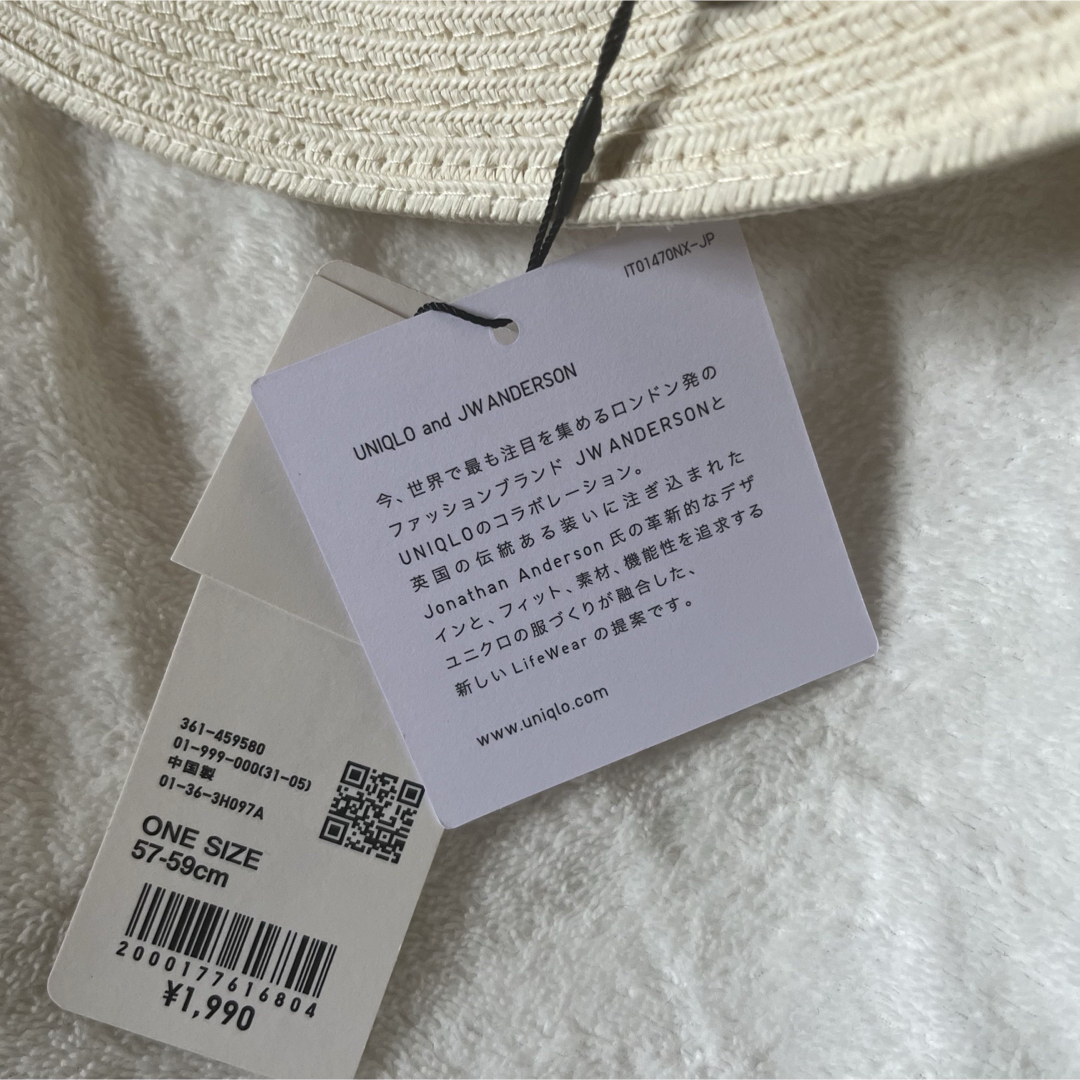 IT01470NX-JP
UNIQLO and JW ANDERSON
今、世界で最も注目を集めるロンドン発の
ファッションブランド JW ANDERSONと
UNIQLOのコラボレーション。
英国の伝統ある装いに注ぎ込まれた
Jonathan Anderson 氏の革新的なデザ
インと、フィット、素材、機能性を追求する
ユニクロの服づくりが融合した、
新しい LifeWear の提案です。
www.uniqlo.com
361-459580
01-999-000(31-05)
中国製
01-36-3H097A
ONE SIZE
57-59cm
2000177616804
¥1,990